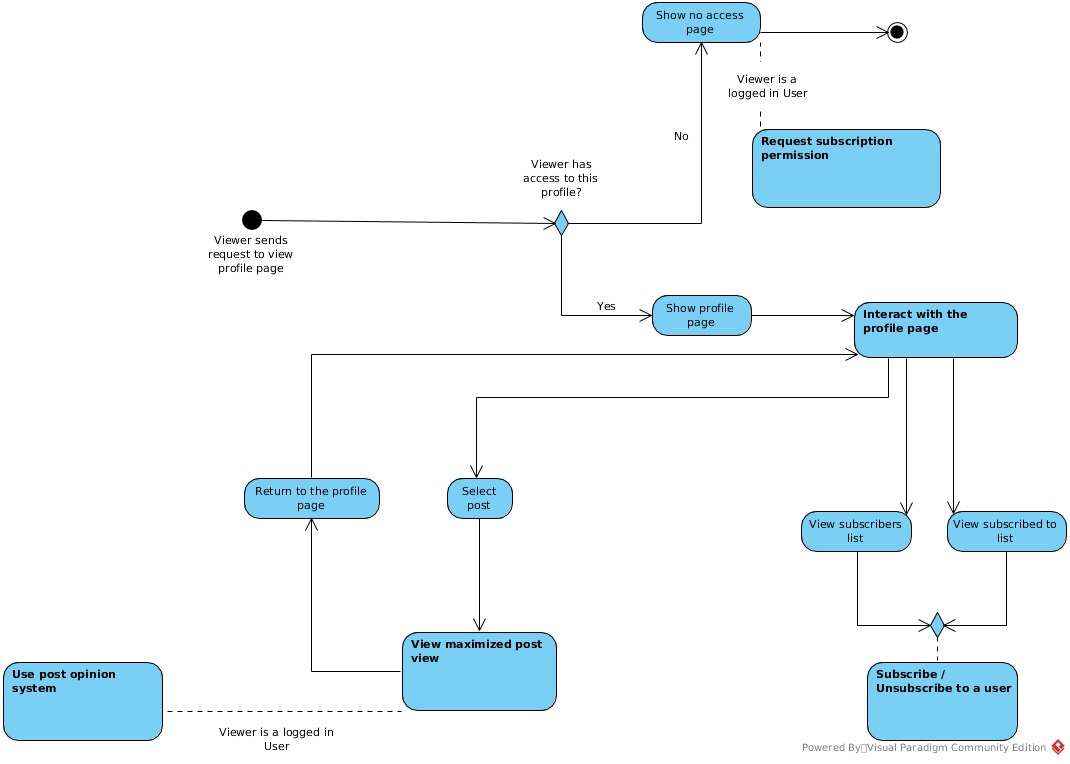 Show no access
page
Viewer is a
logged in User
No
Request subscription
permission
Viewer has
access to this
profile?
Viewer sends
request to view
profile page
Yes
Show profile
page
Interact with the
profile page
Return to the profile
page
Select
post
View subscribers
list
View subscribed to
list
View maximized post
view
Use post opinion
system
Viewer is a logged in
User
Subscribe /
Unsubscribe to a user
Powered By Visual Paradigm Community Edition